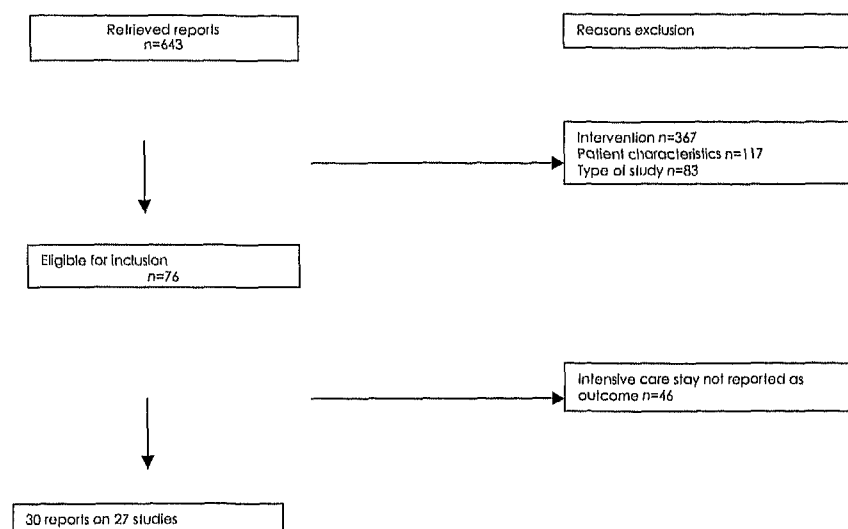 Retrieved reports
n=643
Reasons exclusion
Intervention n=367
Patient characteristics n=117
Type of study n=83
Eligible for inclusion
n=76
Intensive care stay not reported as
outcome n=46
30 reports on 27 studies